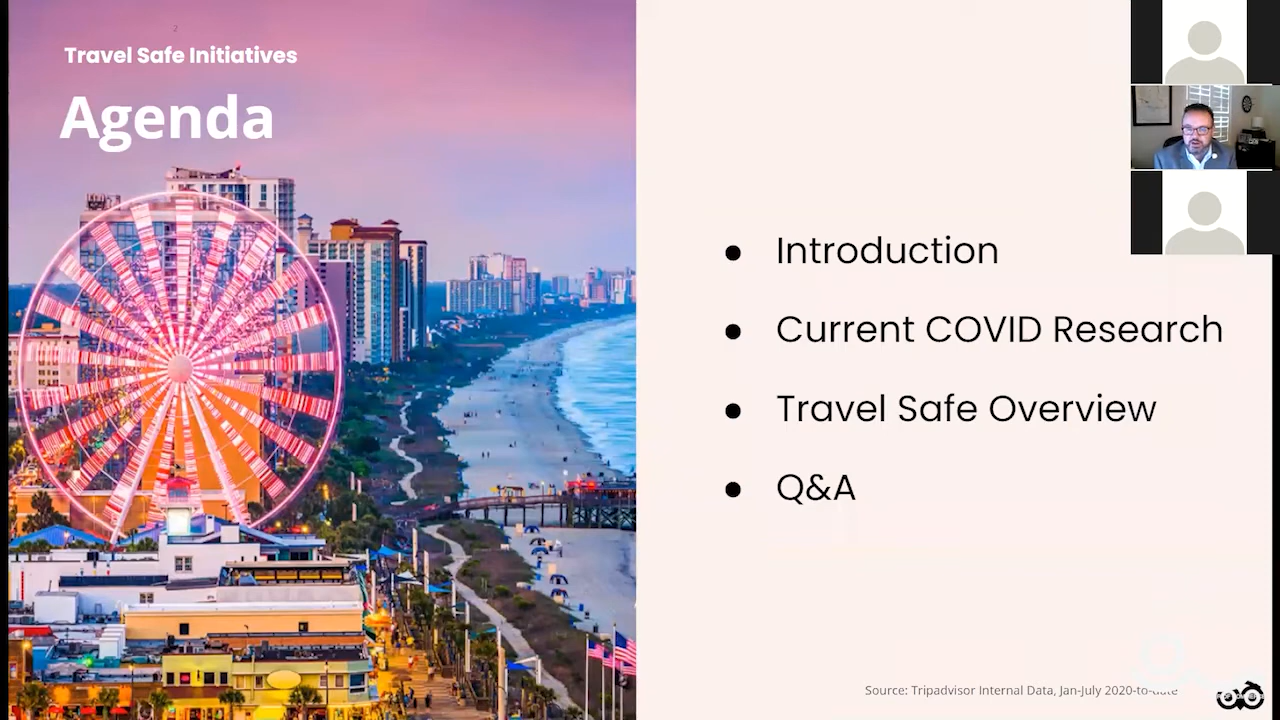 2
Travel Safe Initiatives
Agenda
● Introduction
● Current COVID Research
● Travel Safe Overview
● Q&A
Source: Tripadvisor Internal Data, Jan-July 2020-to-date